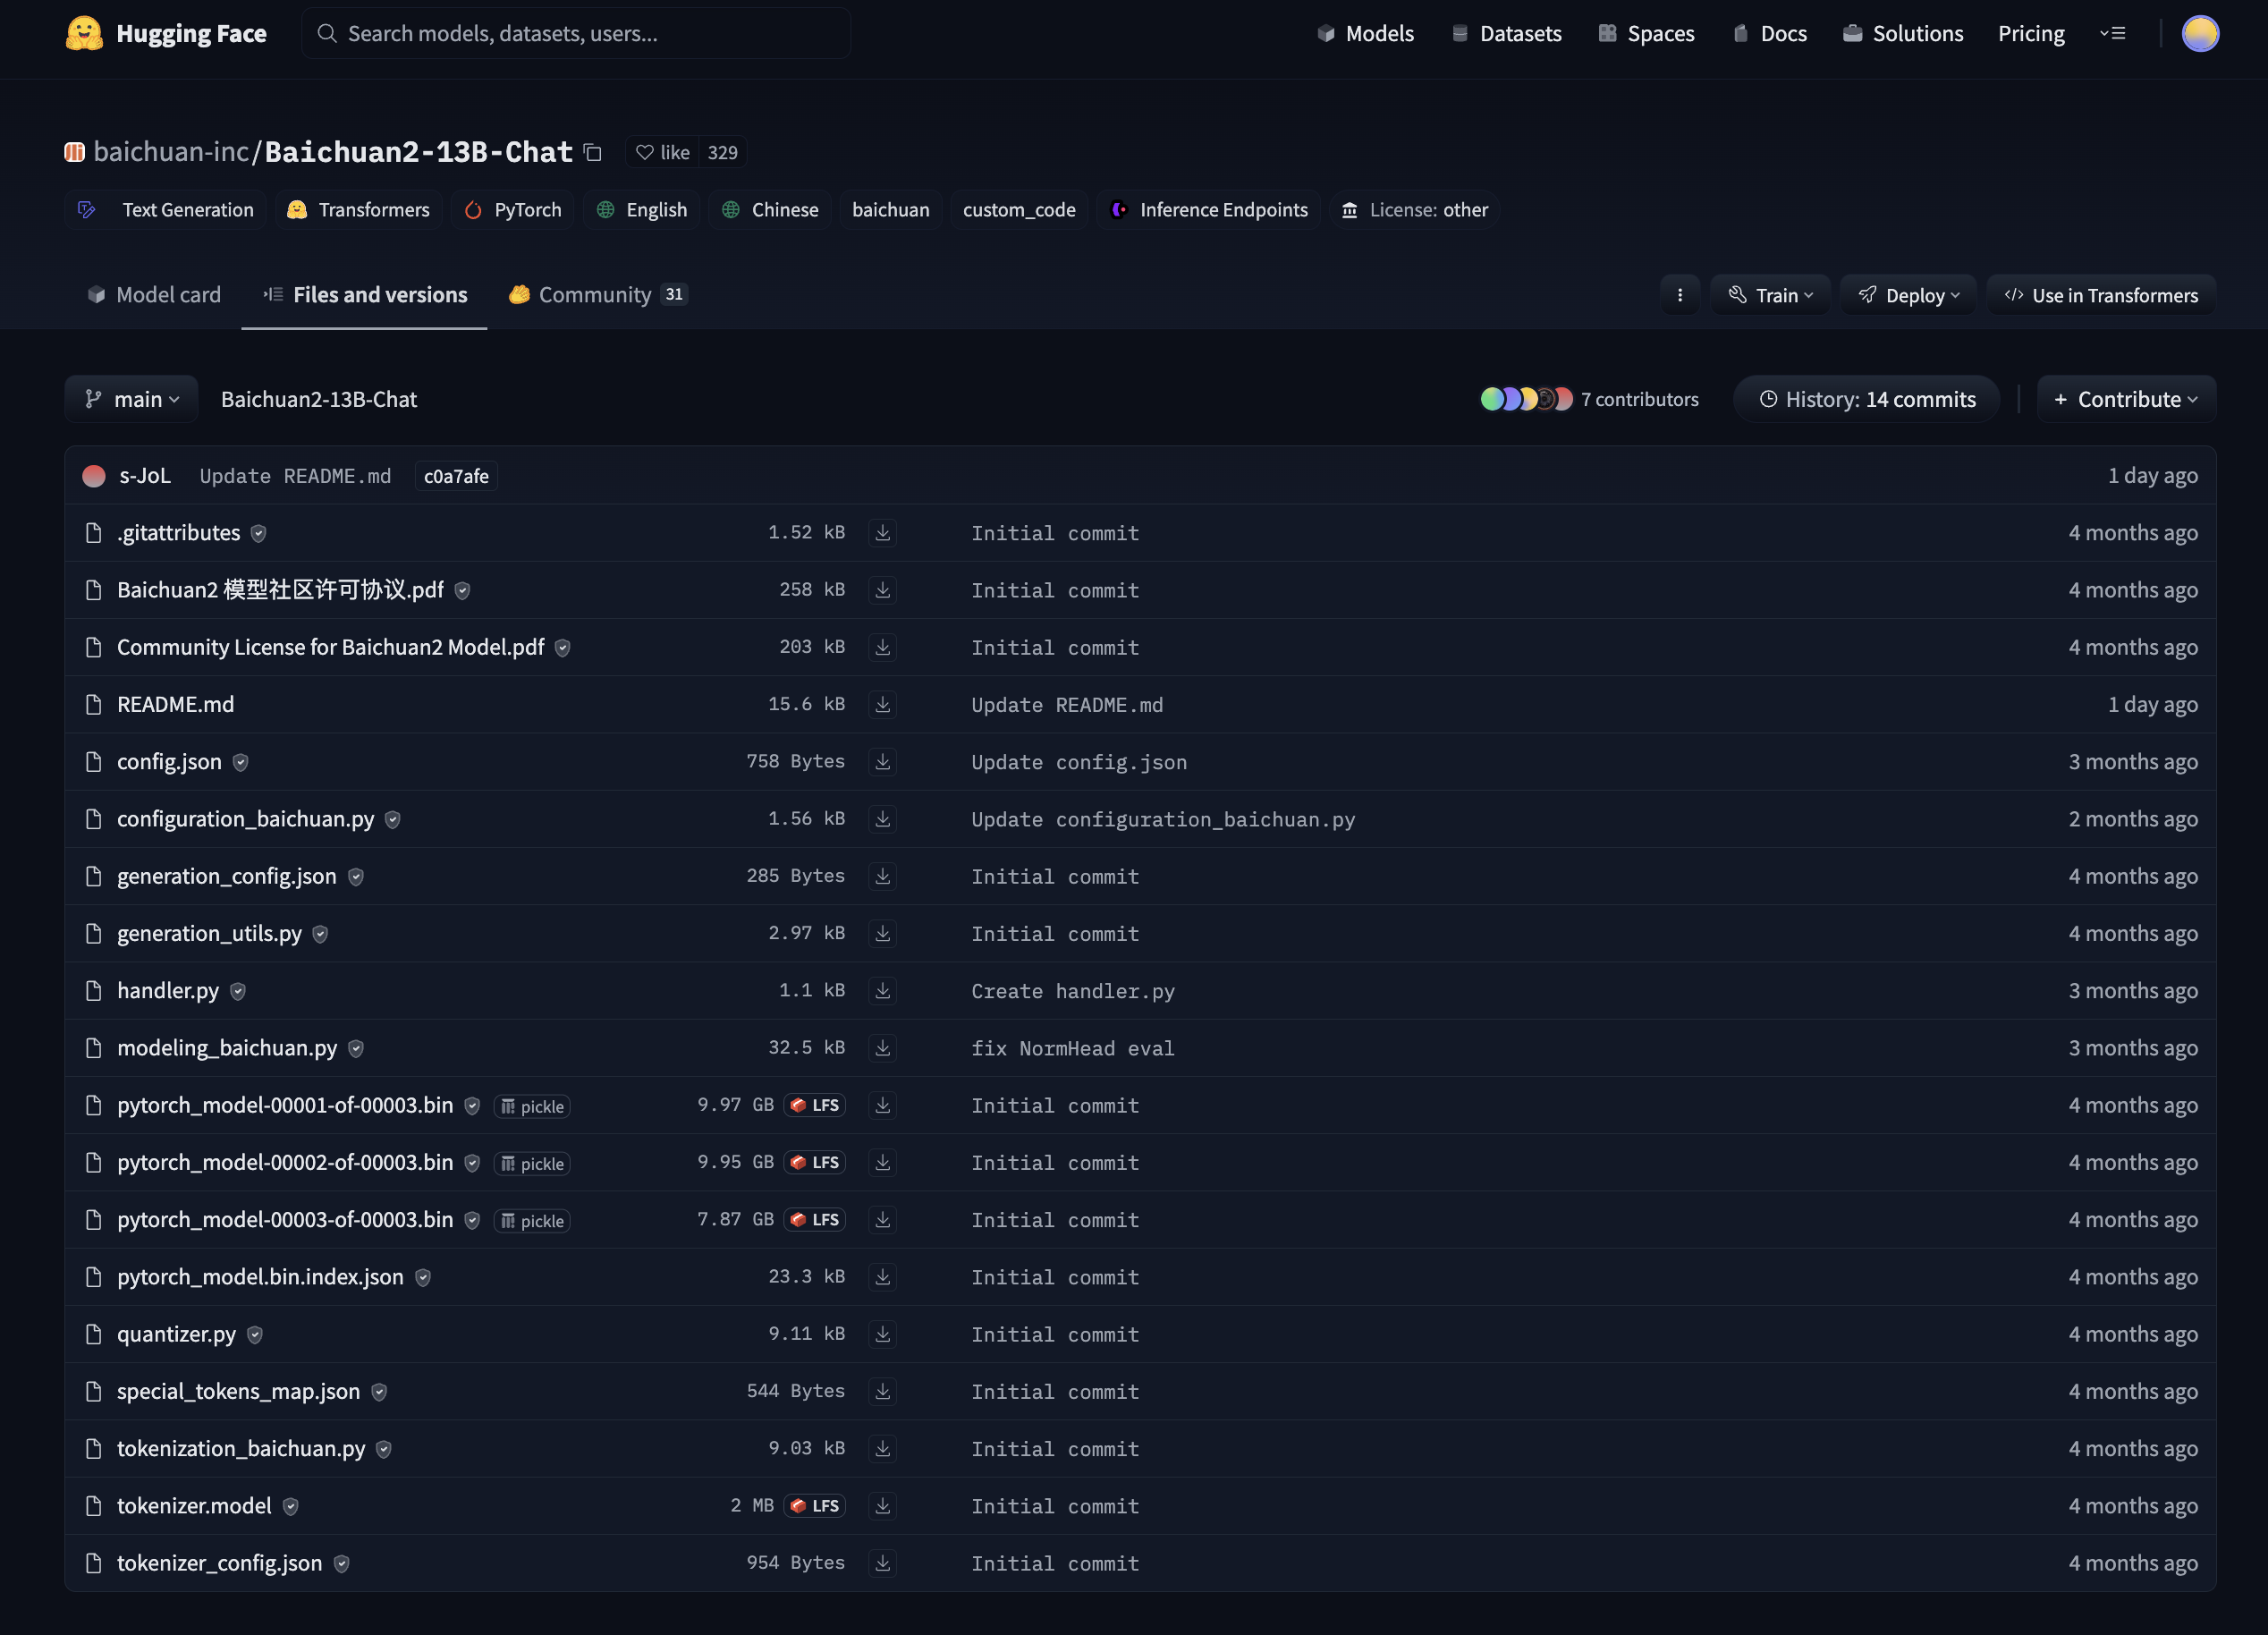 Hugging Face Search models, datasets, users... Models Datasets Spaces Docs Solutions Pricing
baichuan-inc/Baichuan2-13B-Chat like 329
Text Generation Transformers PyTorch English Chinese baichuan custom_code Inference Endpoints License: other
Model card Files and versions Community 31 Train Deploy </> Use in Transformers
main Baichuan2-13B-Chat 7 contributors History: 14 commits + Contribute
s-JoL Update README.md c0a7afe 1 day ago
.gitattributes 1.52 kB Initial commit 4 months ago
Baichuan2 模型社区许可协议.pdf 258 kB Initial commit 4 months ago
Community License for Baichuan2 Model.pdf 203 kB Initial commit 4 months ago
README.md 15.6 kB Update README.md 1 day ago
config.json 758 Bytes Update config.json 3 months ago
configuration_baichuan.py 1.56 kB Update configuration_baichuan.py 2 months ago
generation_config.json 285 Bytes Initial commit 4 months ago
generation_utils.py 2.97 kB Initial commit 4 months ago
handler.py 1.1 kB Create handler.py 3 months ago
modeling_baichuan.py 32.5 kB fix NormHead eval 3 months ago
pytorch_model-00001-of-00003.bin pickle 9.97 GB LFS Initial commit 4 months ago
pytorch_model-00002-of-00003.bin pickle 9.95 GB LFS Initial commit 4 months ago
pytorch_model-00003-of-00003.bin pickle 7.87 GB LFS Initial commit 4 months ago
pytorch_model.bin.index.json 23.3 kB Initial commit 4 months ago
quantizer.py 9.11 kB Initial commit 4 months ago
special_tokens_map.json 544 Bytes Initial commit 4 months ago
tokenization_baichuan.py 9.03 kB Initial commit 4 months ago
tokenizer.model 2 MB LFS Initial commit 4 months ago
tokenizer_config.json 954 Bytes Initial commit 4 months ago